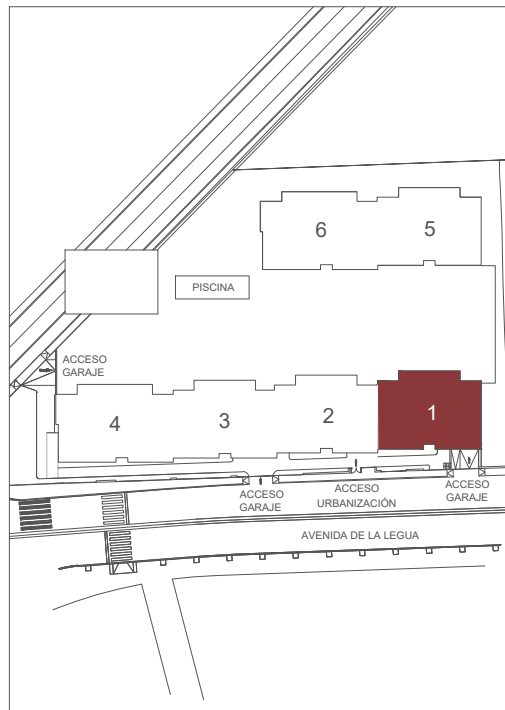 6
5
PISCINA
ACCESO
GARAJE
4
3
2
1
ACCESO
GARAJE
ACCESO
URBANIZACIÓN
ACCESO
GARAJE
AVENIDA DE LA LEGUA